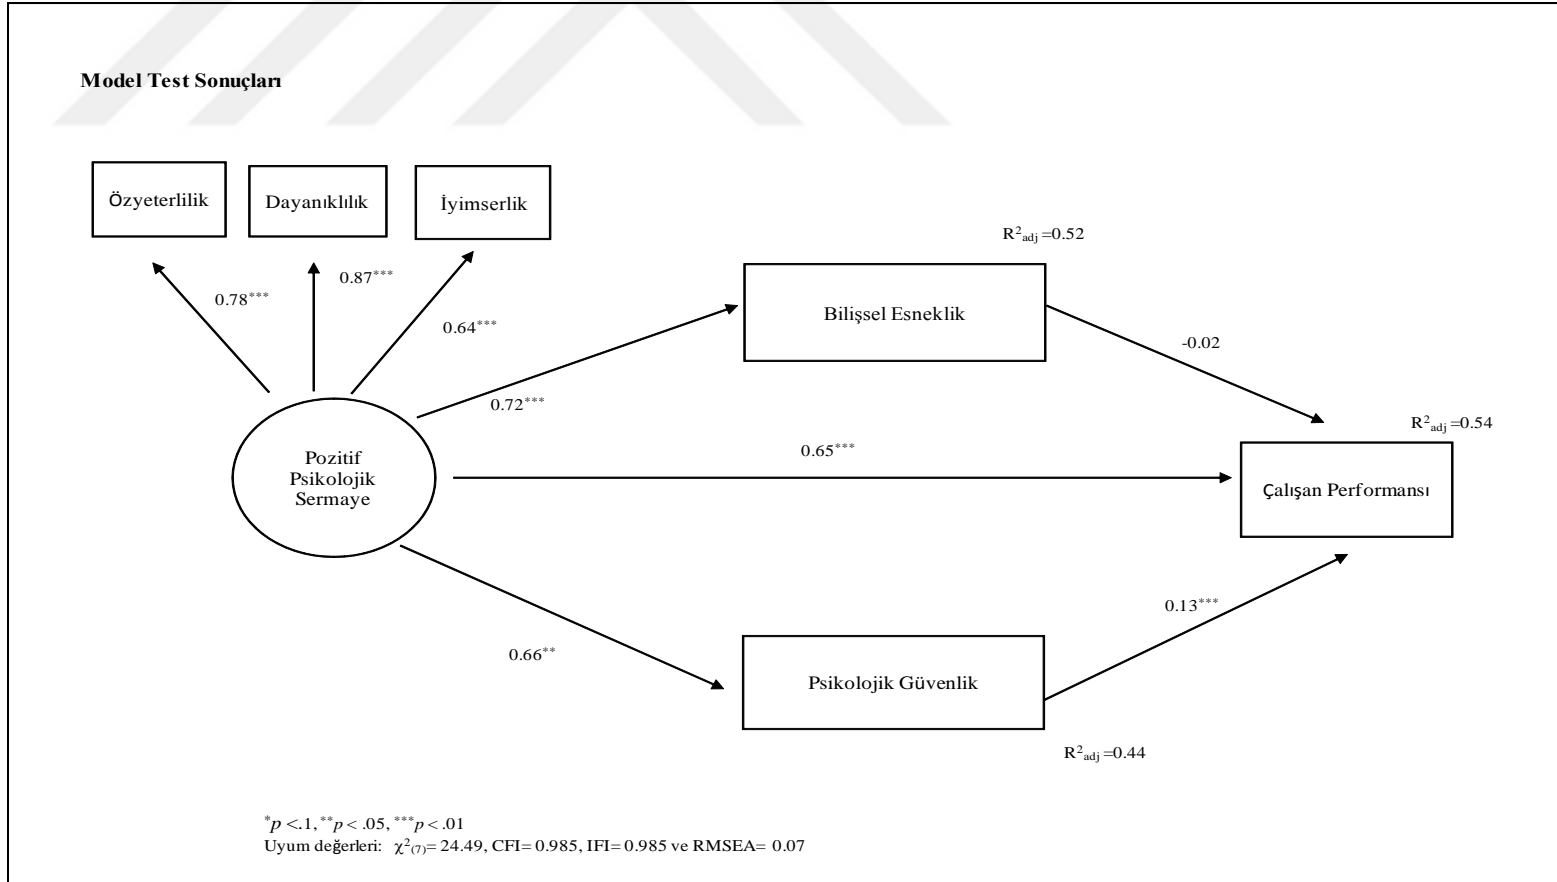 Model Test Sonuçları
Özyeterlilik
Dayanıklılık
İyimserlik
R²adj =0.52
0.87***
0.78***
0.64***
Bilişsel Esneklik
-0.02
0.72***
R²adj =0.54
0.65***
Pozitif
Psikolojik
Sermaye
Çalışan Performansı
0.13***
0.66**
Psikolojik Güvenlik
R²adj =0.44
*p <.1, **p < .05, ***p < .01
Uyum değerleri: χ²(7)= 24.49, CFI= 0.985, IFI= 0.985 ve RMSEA= 0.07